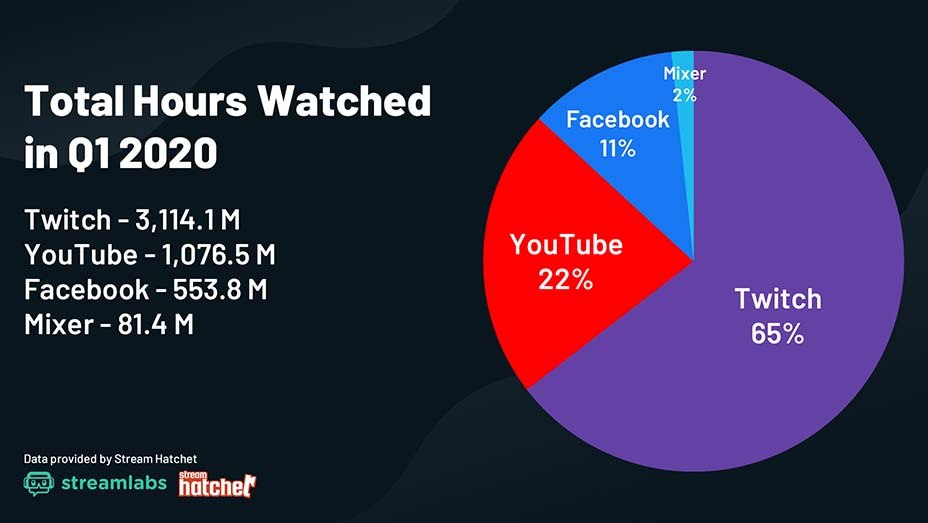 Total Hours Watched
in Q1 2020
Twitch - 3,114.1 M
YouTube - 1,076.5 M
Facebook - 553.8 M
Mixer - 81.4 M
Mixer
2%
Facebook
11%
YouTube
22%
Twitch
65%
Data provided by Stream Hatchet
streamlabs
stream
hatchet